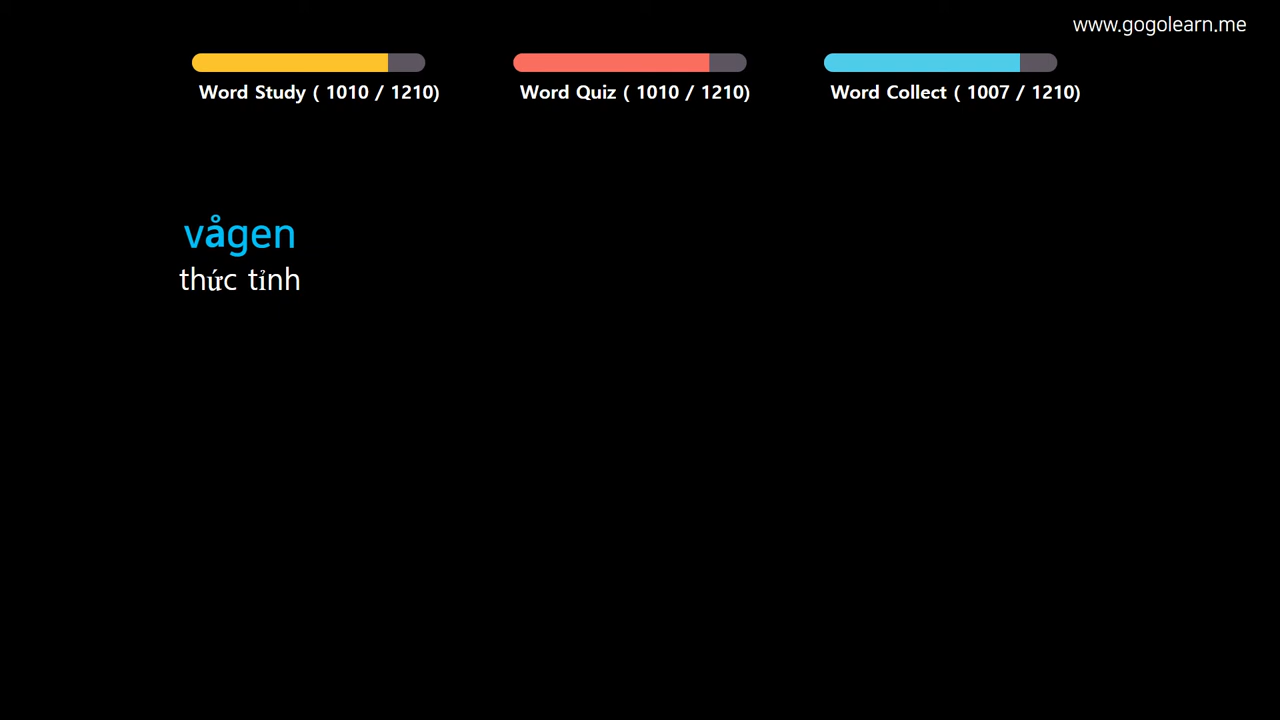 www.gogolearn.me
Word Study ( 1010 / 1210)
Word Quiz ( 1010 / 1210)
Word Collect ( 1007 / 1210)
vågen
thức tỉnh